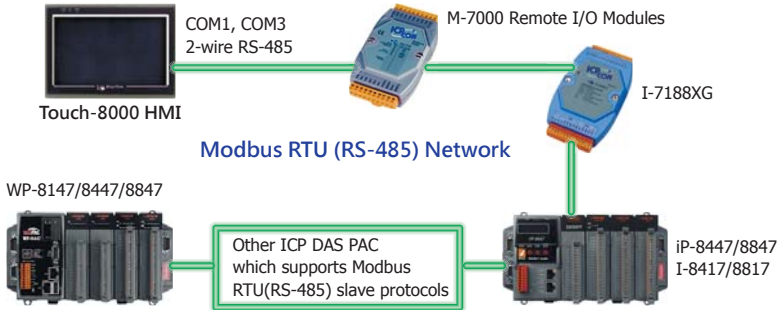 COM1, COM3
2-wire RS-485
M-7000 Remote I/O Modules
Touch-8000 HMI
I-7188XG
Modbus RTU (RS-485) Network
WP-8147/8447/8847
Other ICP DAS PAC
which supports Modbus
RTU(RS-485) slave protocols
iP-8447/8847
I-8417/8817